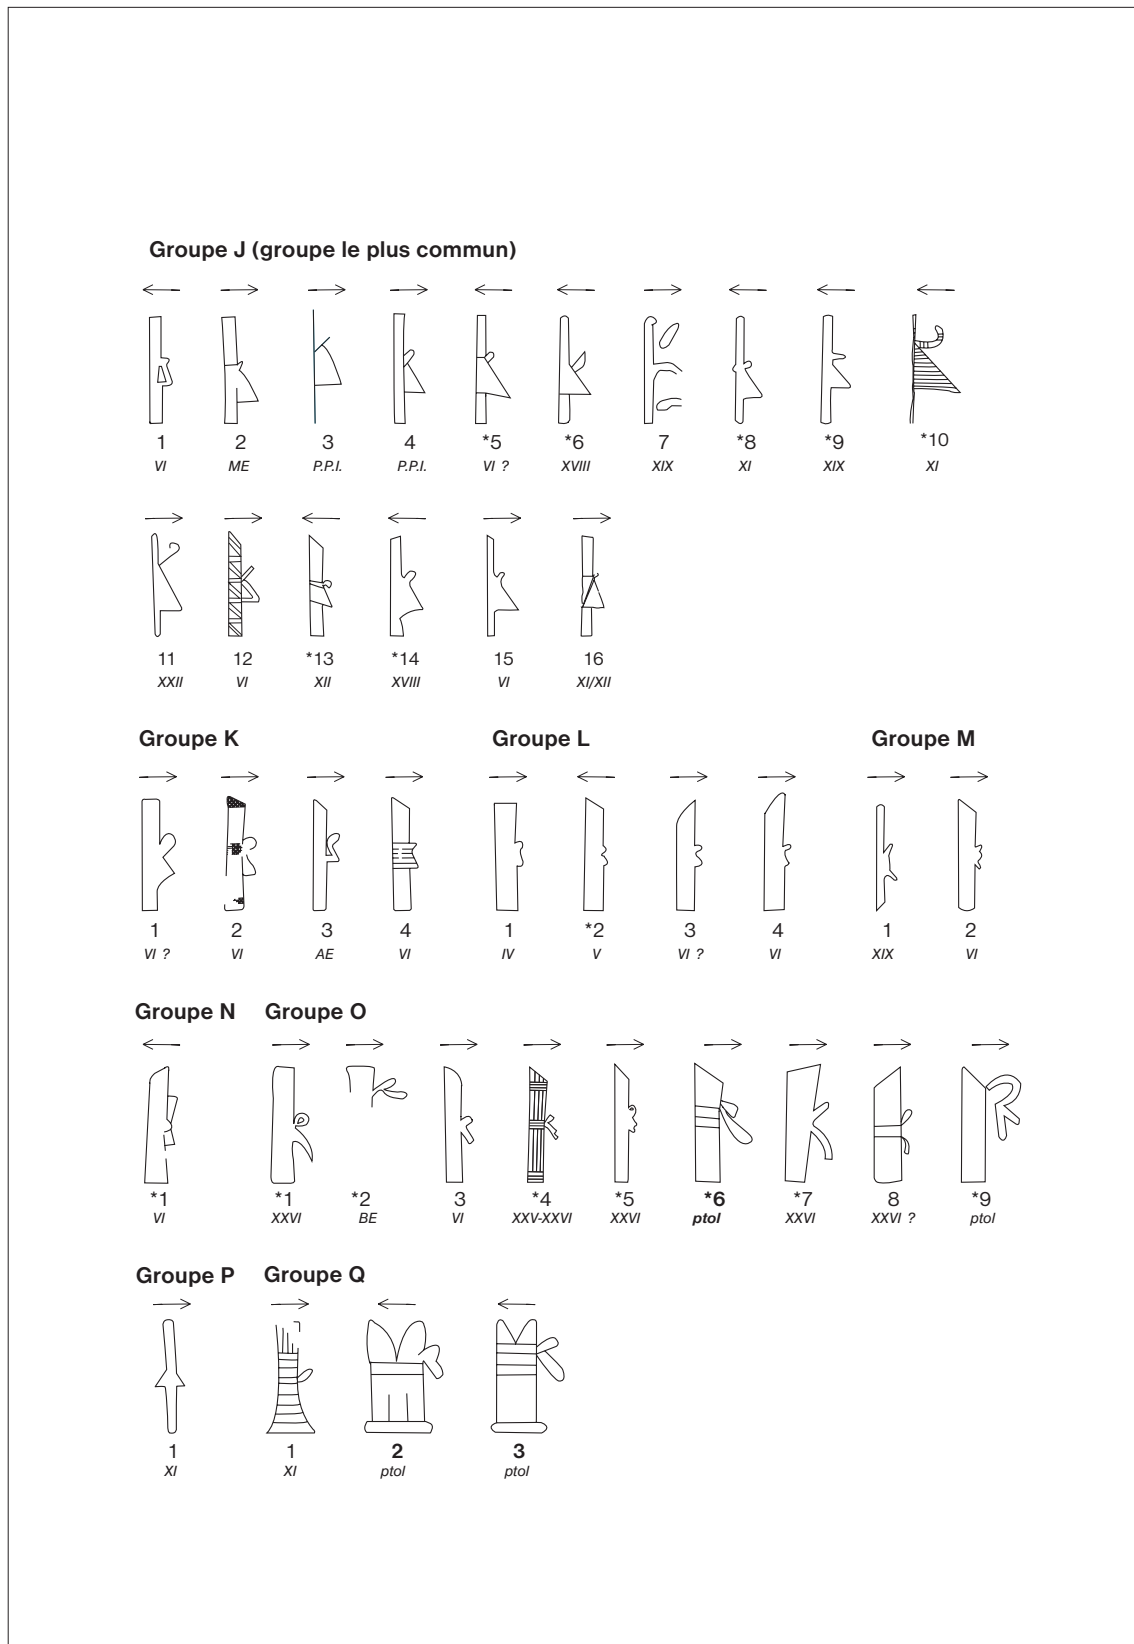 Groupe J (groupe le plus commun)
1 2 3 4 *5 *6 7 *8 *9 *10
VI ME P.P.I. P.P.I. VI ? XVIII XIX XI XIX XI
11 12 *13 *14 15 16
XXII VI XII XVIII VI XI/XII
Groupe K Groupe L Groupe M
1 2 3 4 1 *2 3 4 1 2
VI ? VI AE VI IV V VI ? VI XIX VI
Groupe N Groupe O
*1 *1 *2 3 *4 *5 *6 *7 8 *9
VI XXVI BE VI XXV-XXVI XXVI ptol XXVI XXVI ? ptol
Groupe P Groupe Q
1 1 2 3
XI XI ptol ptol